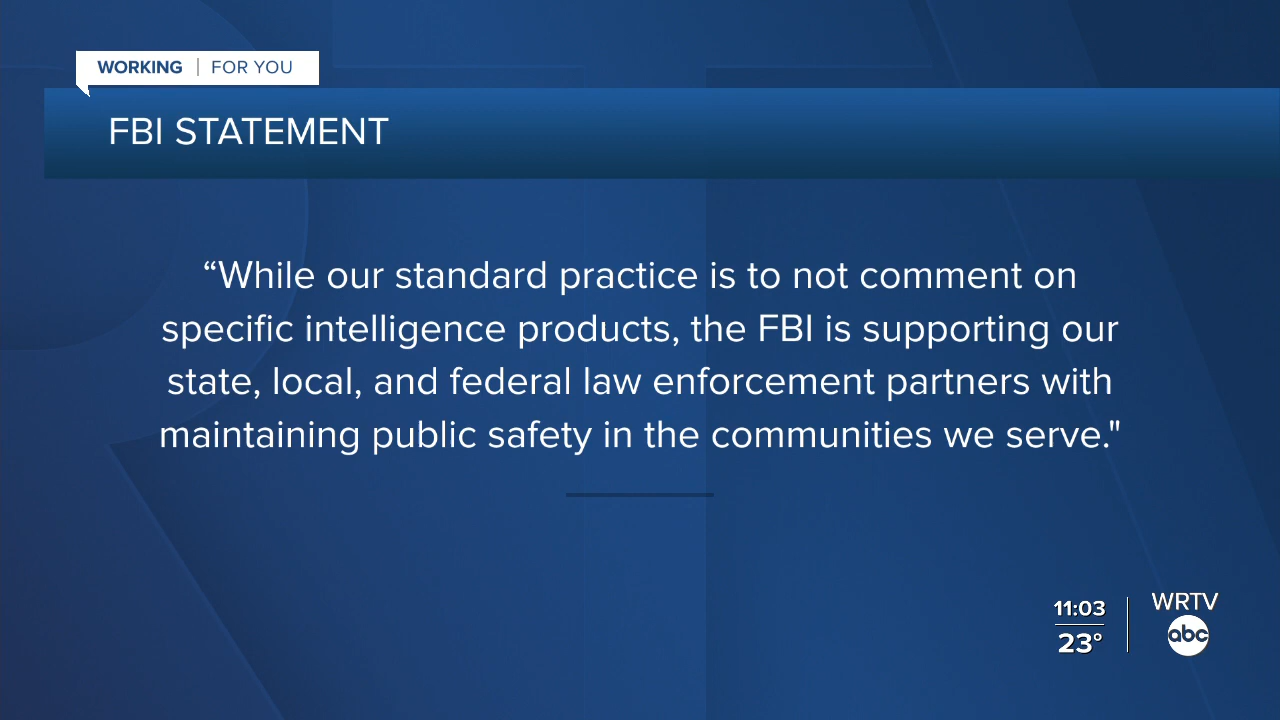 WORKING | FOR YOU
FBI STATEMENT
“While our standard practice is to not comment on
specific intelligence products, the FBI is supporting our
state, local, and federal law enforcement partners with
maintaining public safety in the communities we serve."
11:03
23°
WRTV
abc